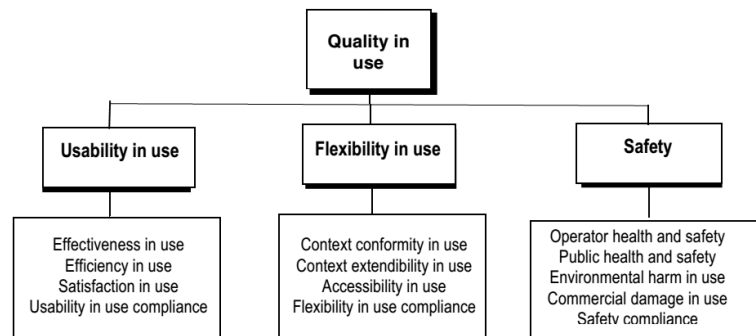 Quality in
use
Usability in use
Flexibility in use
Safety
Effectiveness in use
Efficiency in use
Satisfaction in use
Usability in use compliance
Context conformity in use
Context extendibility in use
Accessibility in use
Flexibility in use compliance
Operator health and safety
Public health and safety
Environmental harm in use
Commercial damage in use
Safety compliance